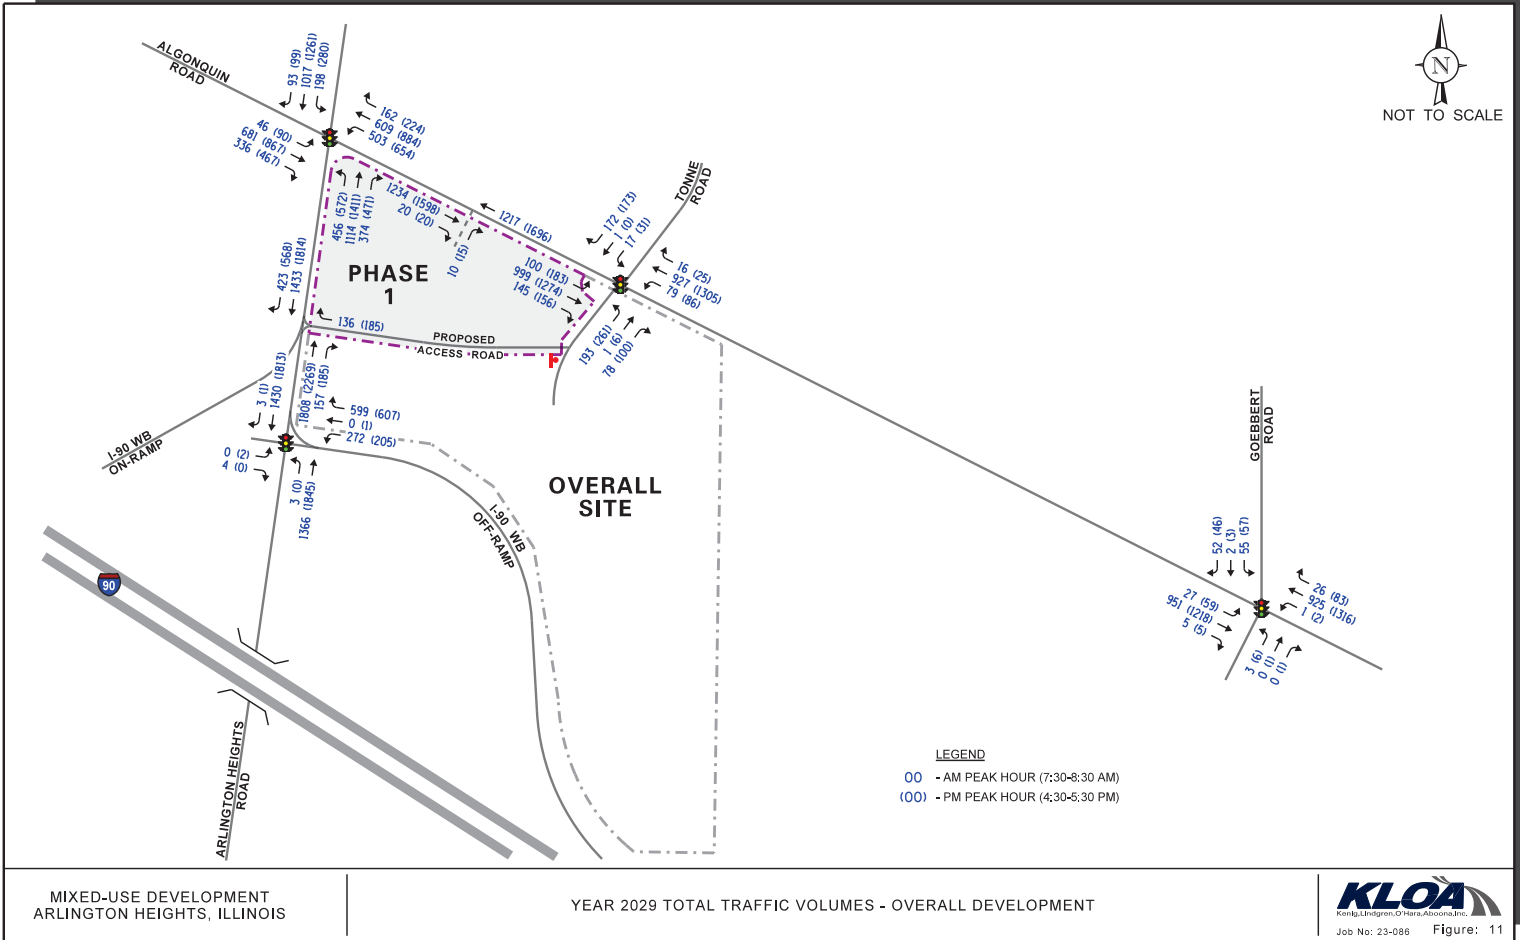 ALGONQUIN
ROAD
93 (99)
1017 (1261)
198 (280)
162 (224)
609 (884)
503 (654)
46 (90)
681 (867)
336 (467)
456 (572)
1114 (1411)
374 (471)
1234 (1598)
20 (20)
10 (15)
1217 (1696)
TONNE
ROAD
172 (173)
1 (0)
17 (31)
16 (25)
927 (1305)
79 (86)
100 (183)
999 (1274)
145 (156)
193 (261)
1 (6)
78 (100)
N
NOT TO SCALE
PHASE
1
423 (568)
1433 (1814)
136 (185)
PROPOSED
ACCESS ROAD
3 (1)
1430 (1813)
1808 (2269)
157 (185)
599 (607)
0 (1)
272 (205)
I-90 WB
ON-RAMP
0 (2)
4 (0)
3 (0)
1366 (1845)
OVERALL
SITE
I-90 WB
OFF-RAMP
90
ARLINGTON HEIGHTS
ROAD
GOEBBERT
ROAD
52 (46)
2 (3)
55 (57)
27 (59)
951 (1218)
5 (5)
26 (83)
925 (1316)
1 (2)
3 (6)
0 (1)
0 (1)
LEGEND
00 - AM PEAK HOUR (7:30-8:30 AM)
(00) - PM PEAK HOUR (4:30-5:30 PM)
MIXED-USE DEVELOPMENT
ARLINGTON HEIGHTS, ILLINOIS
YEAR 2029 TOTAL TRAFFIC VOLUMES - OVERALL DEVELOPMENT
KLOA
Kenig,Lindgren,O'Hara,Aboona,Inc.
Job No: 23-086 Figure: 11